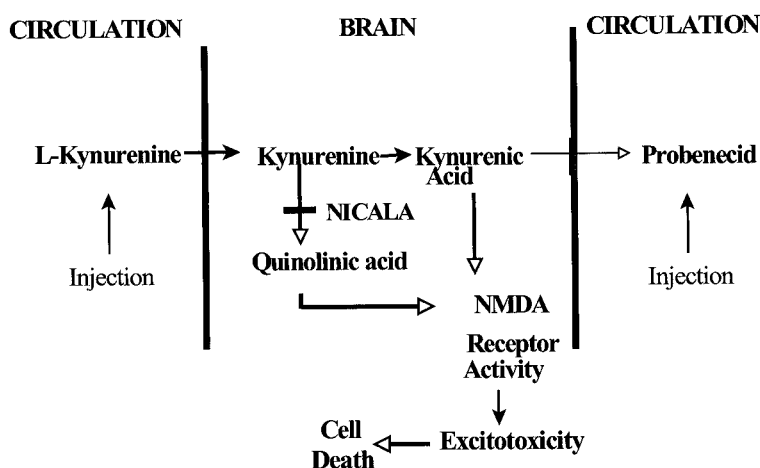 CIRCULATION BRAIN CIRCULATION
L-Kynurenine Kynurenine Kynurenic Probenecid
Acid
NICALA
Injection Quinolinic acid Injection
NMDA
Receptor
Activity
Cell Excitotoxicity
Death